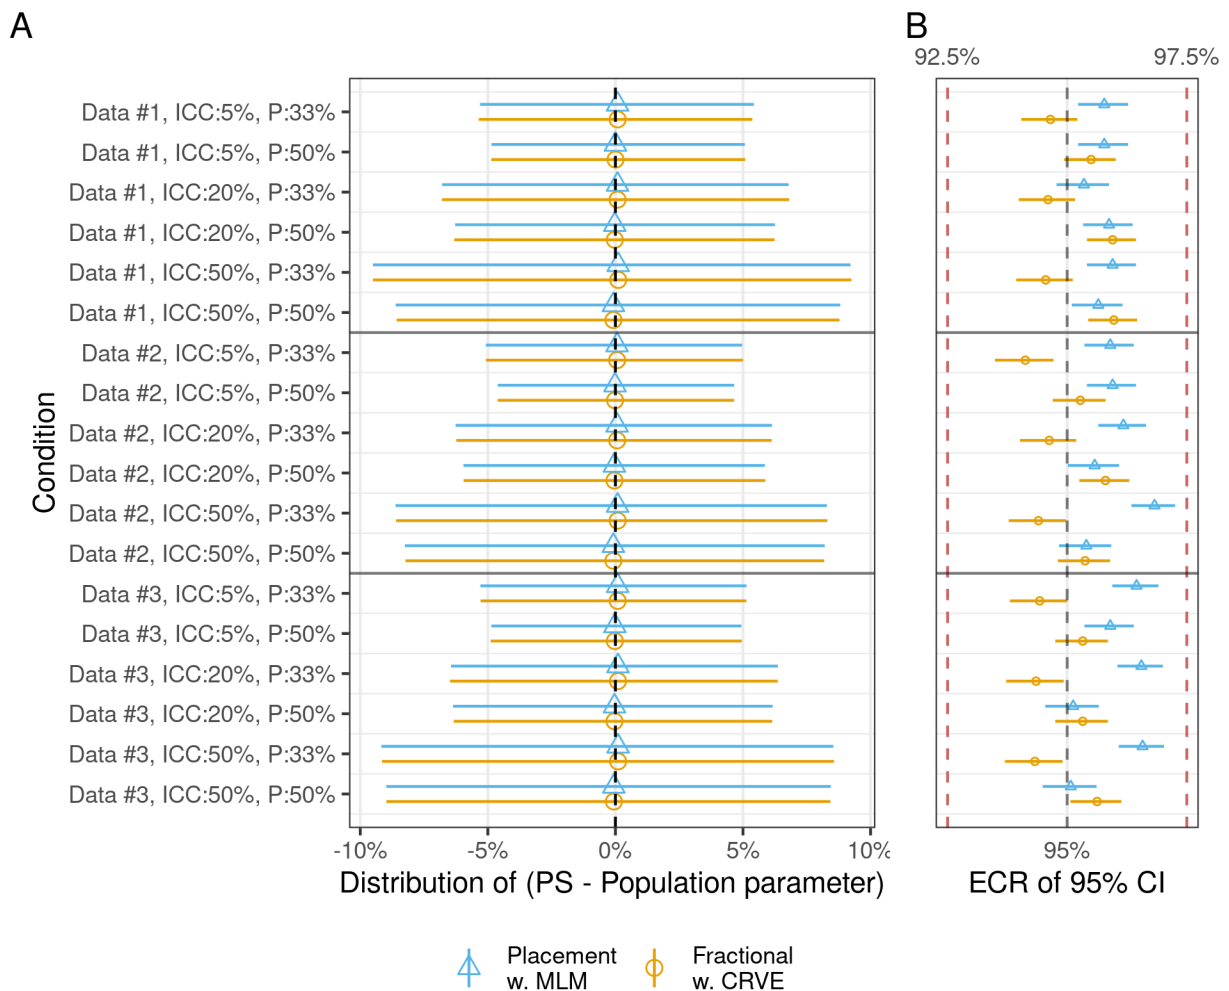 A
B
92.5%
97.5%
Data #1, ICC:5%, P:33%
Data #1, ICC:5%, P:50%
Data #1, ICC:20%, P:33%
Data #1, ICC:20%, P:50%
Data #1, ICC:50%, P:33%
Data #1, ICC:50%, P:50%
Data #2, ICC:5%, P:33%
Data #2, ICC:5%, P:50%
Data #2, ICC:20%, P:33%
Data #2, ICC:20%, P:50%
Data #2, ICC:50%, P:33%
Data #2, ICC:50%, P:50%
Data #3, ICC:5%, P:33%
Data #3, ICC:5%, P:50%
Data #3, ICC:20%, P:33%
Data #3, ICC:20%, P:50%
Data #3, ICC:50%, P:33%
Data #3, ICC:50%, P:50%
Condition
-10%
-5%
0%
5%
10%
95%
Distribution of (PS - Population parameter)
ECR of 95% CI
Placement
w. MLM
Fractional
w. CRVE